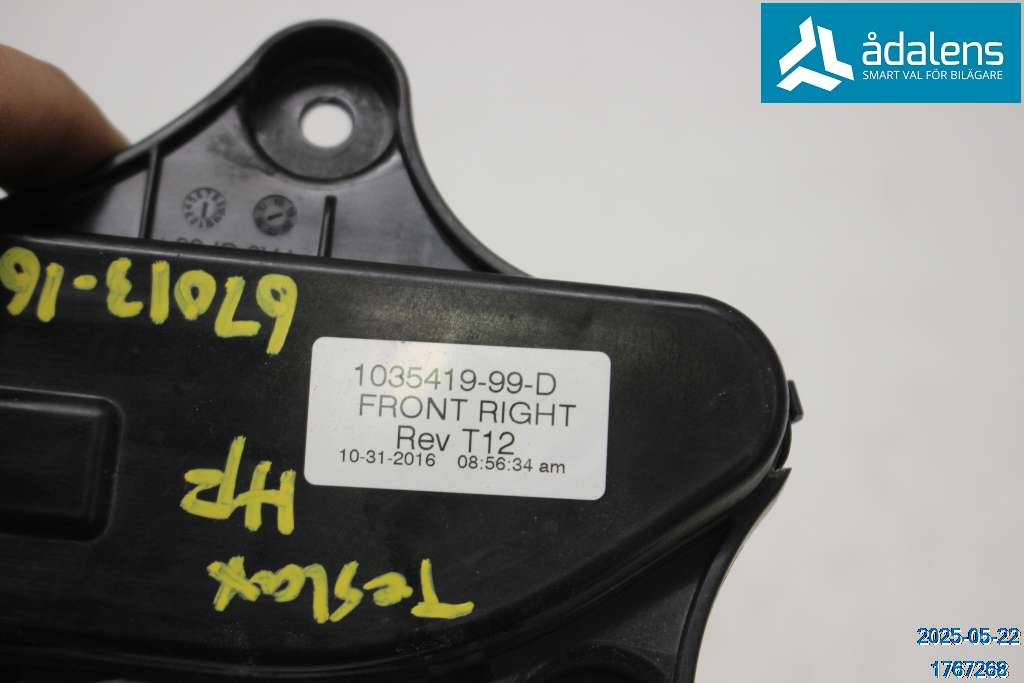 ådalens
SMART VAL FÖR BILÄGARE
67013-16
1035419-99-D
FRONT RIGHT
Rev T12
10-31-2016 08:56:34 am
Teslax
2025-05-22
1767268